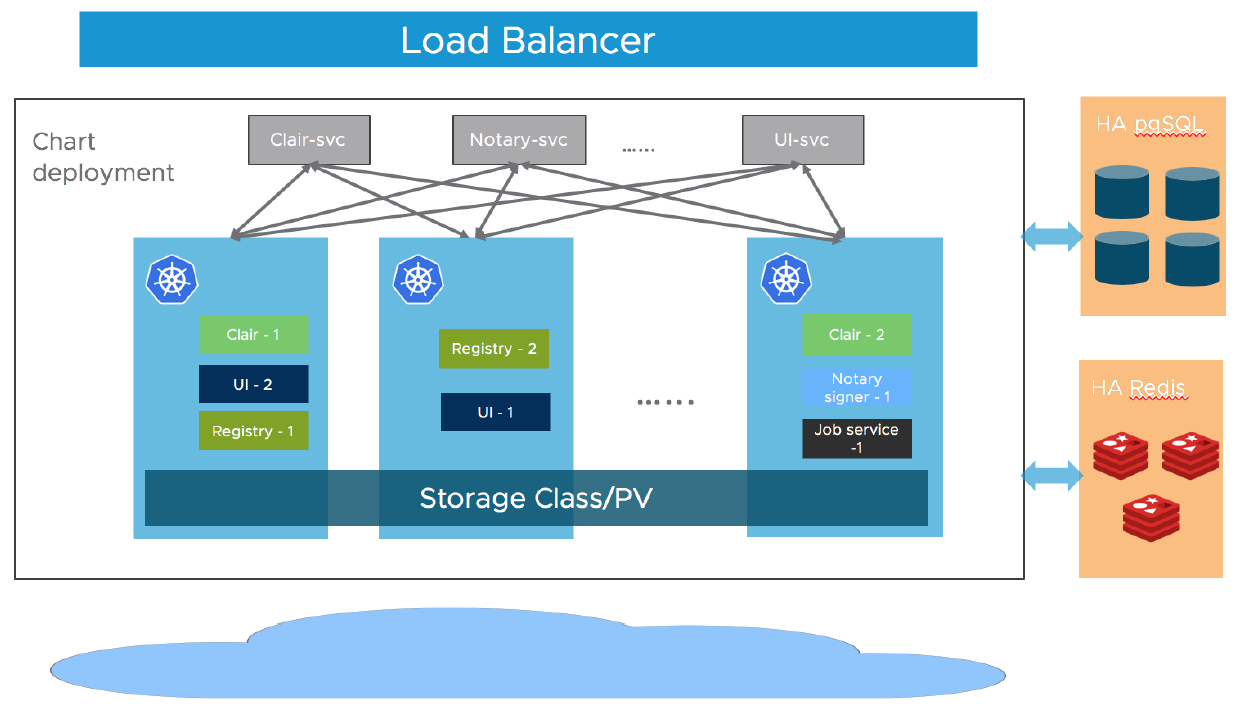 Load Balancer
Chart
deployment
Clair-svc
Notary-svc
......
UI-svc
HA pgSQL
Clair - 1
UI - 2
Registry - 1
Registry - 2
UI - 1
......
Clair - 2
Notary
signer - 1
Job service
-1
HA Redis
Storage Class/PV